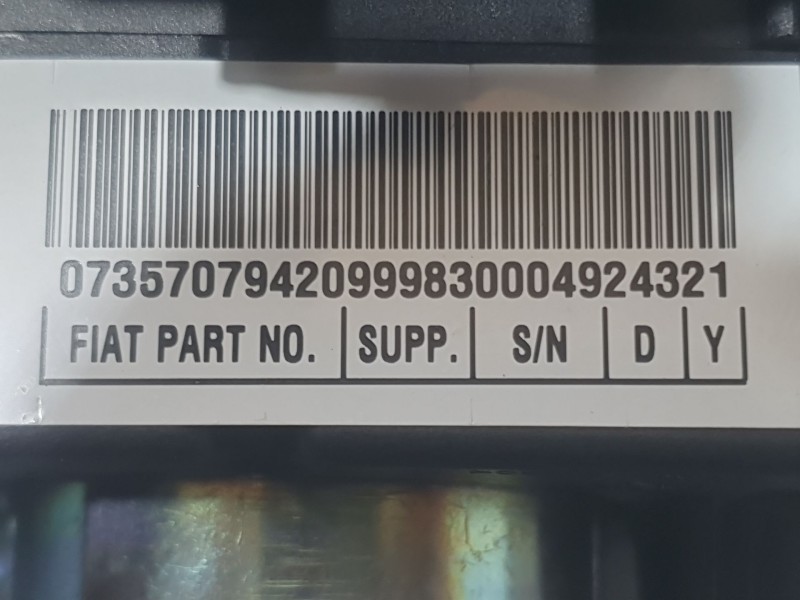 07357079420999830004924321
FIAT PART NO. SUPP. S/N D Y